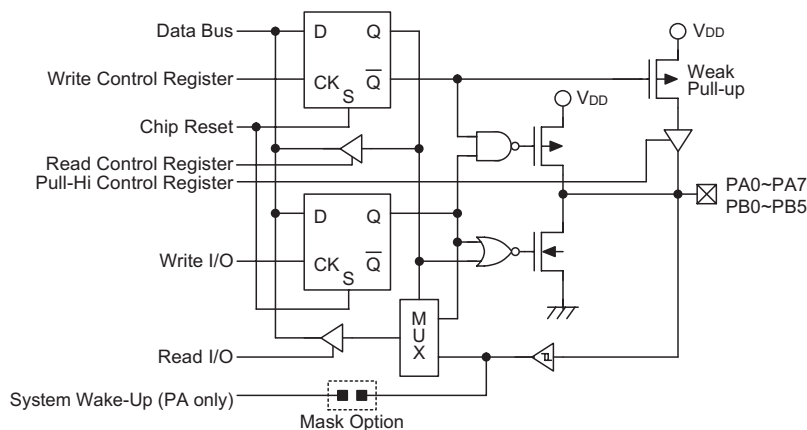 VDD
Data Bus
D
Q
Write Control Register
CK
Q
S
Weak
Pull-up
VDD
Chip Reset
Read Control Register
Pull-Hi Control Register
PA0~PA7
PB0~PB5
D
Q
Write I/O
CK
Q
S
M
U
X
Read I/O
System Wake-Up (PA only)
Mask Option